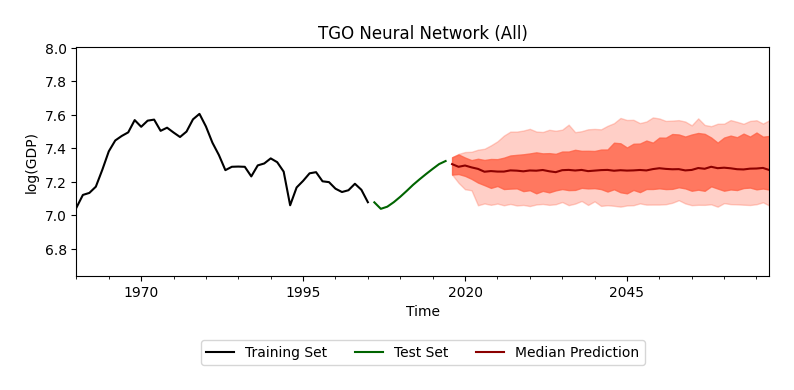 TGO Neural Network (All)
8.0
7.8
7.6
7.4
7.2
7.0
6.8
log(GDP)
1970 1995 2020 2045
Time
Training Set Test Set Median Prediction